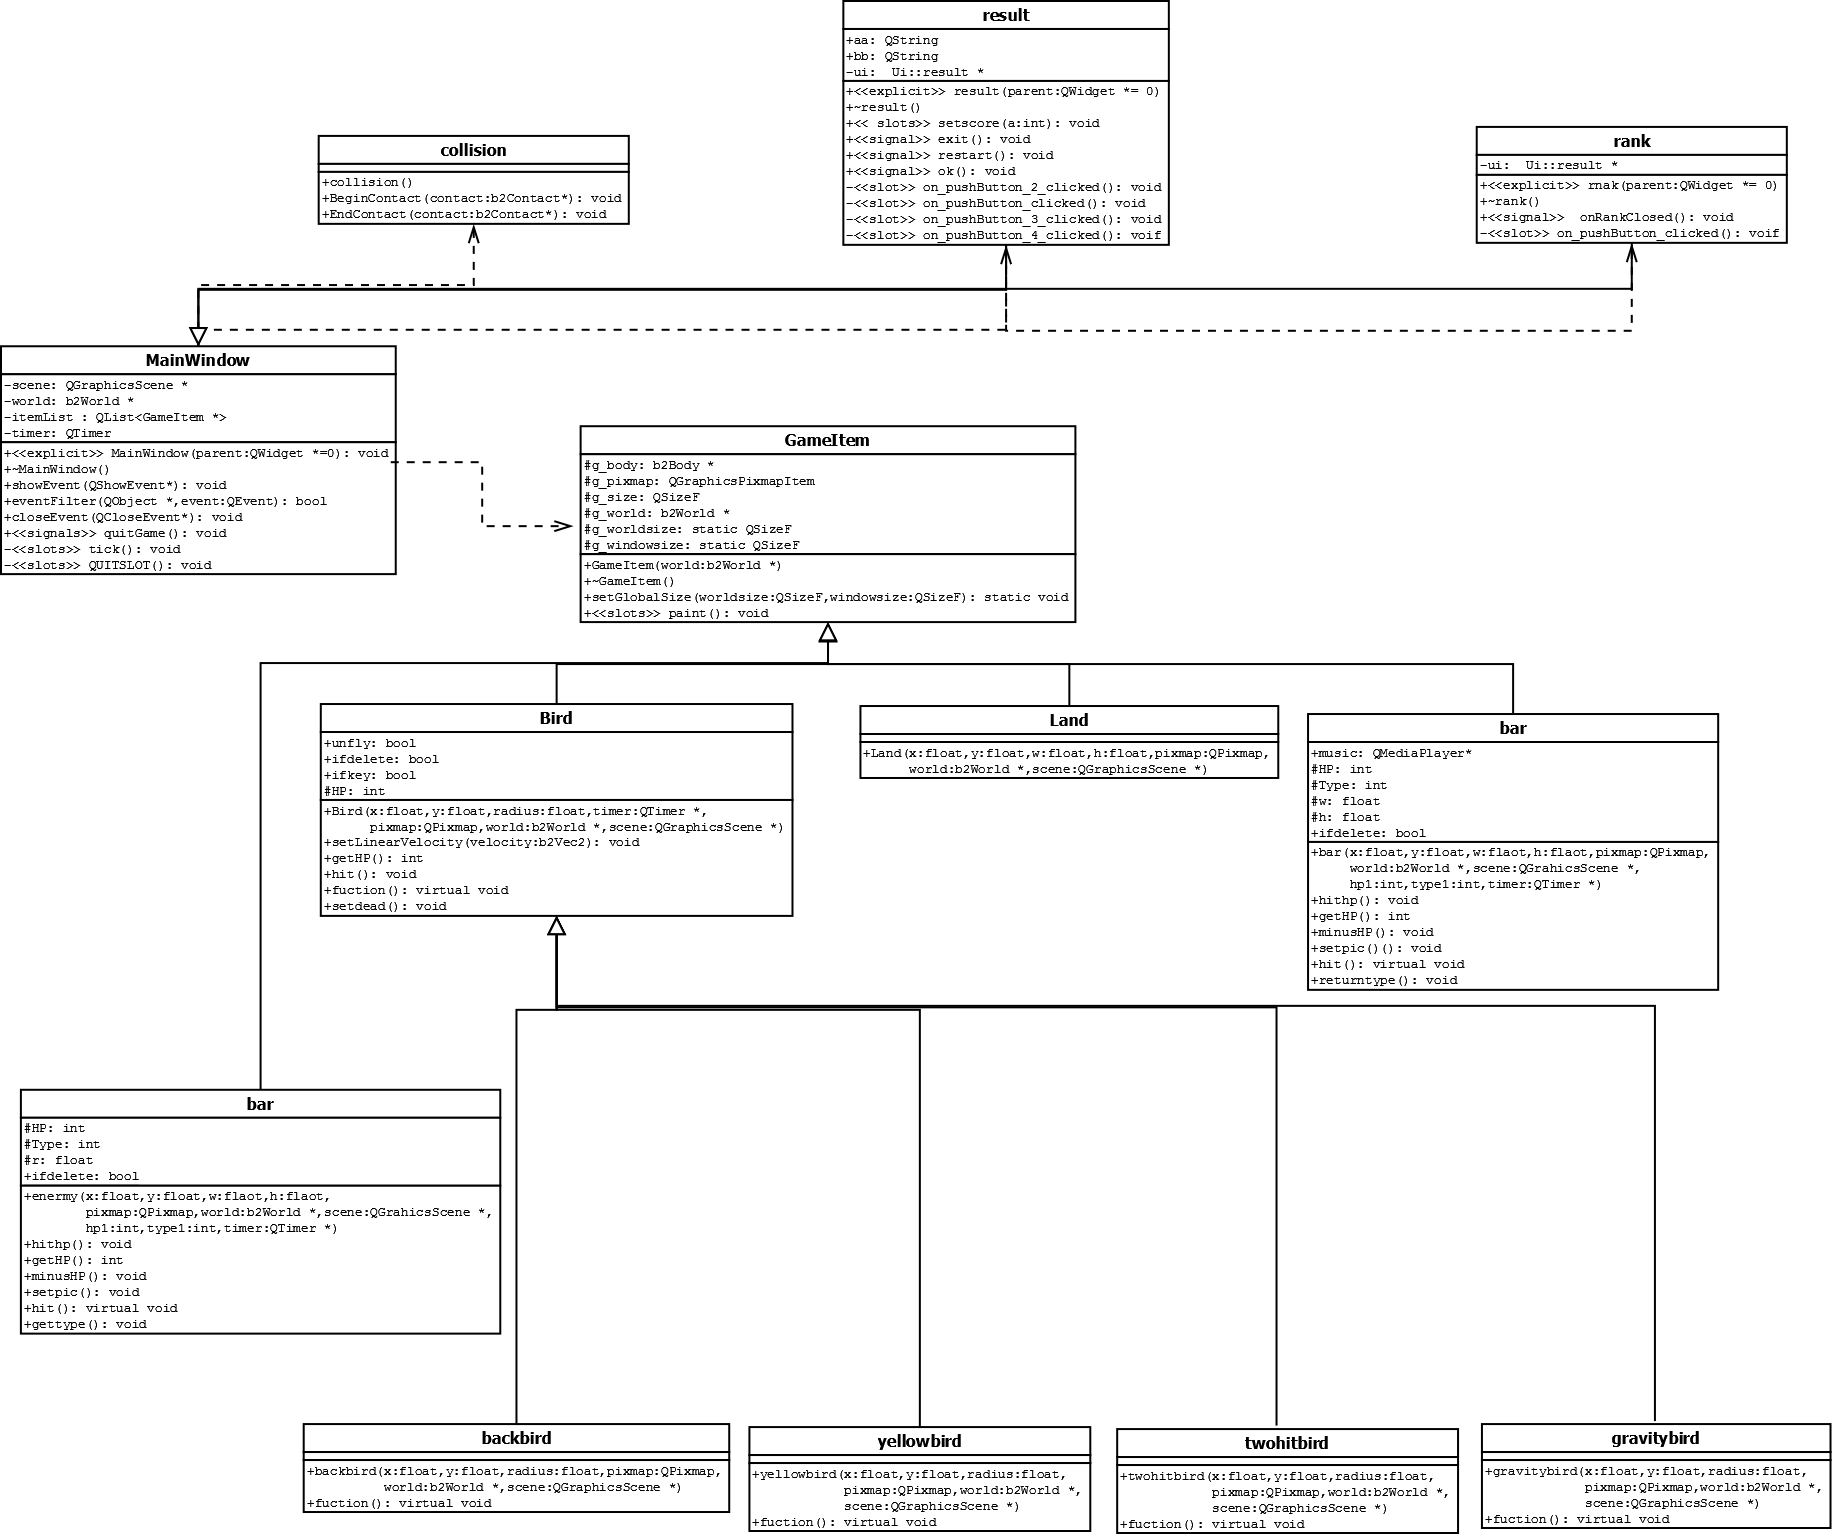 result
+aa: QString
+bb: QString
-ui:  Ui::result *
+<<explicit>> result(parent:QWidget *= 0)
+~result()
+<< slots>> setscore(a:int): void
+<<signal>> exit(): void
+<<signal>> restart(): void
+<<signal>> ok(): void
-<<slot>> on_pushButton_2_clicked(): void
-<<slot>> on_pushButton_clicked(): void
-<<slot>> on_pushButton_3_clicked(): void
-<<slot>> on_pushButton_4_clicked(): voif
collision
+collision()
+BeginContact(contact:b2Contact*): void
+EndContact(contact:b2Contact*): void
rank
-ui:  Ui::result *
+<<explicit>> rnak(parent:QWidget *= 0)
+~rank()
+<<signal>>  onRankClosed(): void
-<<slot>> on_pushButton_clicked(): voif
MainWindow
-scene: QGraphicsScene *
-world: b2World *
-itemList : QList<GameItem *>
-timer: QTimer
+<<explicit>> MainWindow(parent:QWidget *=0): void
+~MainWindow()
+showEvent(QShowEvent*): void
+eventFilter(QObject *,event:QEvent): bool
+closeEvent(QCloseEvent*): void
+<<signals>> quitGame(): void
-<<slots>> tick(): void
-<<slots>> QUITSLOT(): void
GameItem
#g_body: b2Body *
#g_pixmap: QGraphicsPixmapItem
#g_size: QSizeF
#g_world: b2World *
#g_worldsize: static QSizeF
#g_windowsize: static QSizeF
+GameItem(world:b2World *)
+~GameItem()
+setGlobalSize(worldsize:QSizeF,windowsize:QSizeF): static void
+<<slots>> paint(): void
Bird
+unfly: bool
+ifdelete: bool
+ifkey: bool
#HP: int
+Bird(x:float,y:float,radius:float,timer:QTimer *,
pixmap:QPixmap,world:b2World *,scene:QGraphicsScene *)
+setLinearVelocity(velocity:b2Vec2): void
+getHP(): int
+hit(): void
+fuction(): virtual void
+setdead(): void
Land
+Land(x:float,y:float,w:float,h:float,pixmap:QPixmap,
world:b2World *,scene:QGraphicsScene *)
bar
+music: QMediaPlayer*
#HP: int
#Type: int
#w: float
#h: float
+ifdelete: bool
+bar(x:float,y:float,w:flaot,h:flaot,pixmap:QPixmap,
world:b2World *,scene:QGrahicsScene *,
hp1:int,type1:int,timer:QTimer *)
+hithp(): void
+getHP(): int
+minusHP(): void
+setpic()(): void
+hit(): virtual void
+returntype(): void
bar
#HP: int
#Type: int
#r: float
+ifdelete: bool
+enermy(x:float,y:float,w:flaot,h:flaot,
pixmap:QPixmap,world:b2World *,scene:QGrahicsScene *,
hp1:int,type1:int,timer:QTimer *)
+hithp(): void
+getHP(): int
+minusHP(): void
+setpic(): void
+hit(): virtual void
+gettype(): void
backbird
+backbird(x:float,y:float,radius:float,pixmap:QPixmap,
world:b2World *,scene:QGraphicsScene *)
+fuction(): virtual void
yellowbird
+yellowbird(x:float,y:float,radius:float,
pixmap:QPixmap,world:b2World *,
scene:QGraphicsScene *)
+fuction(): virtual void
twohitbird
+twohitbird(x:float,y:float,radius:float,
pixmap:QPixmap,world:b2World *,
scene:QGraphicsScene *)
+fuction(): virtual void
gravitybird
+gravitybird(x:float,y:float,radius:float,
pixmap:QPixmap,world:b2World *,
scene:QGraphicsScene *)
+fuction(): virtual void